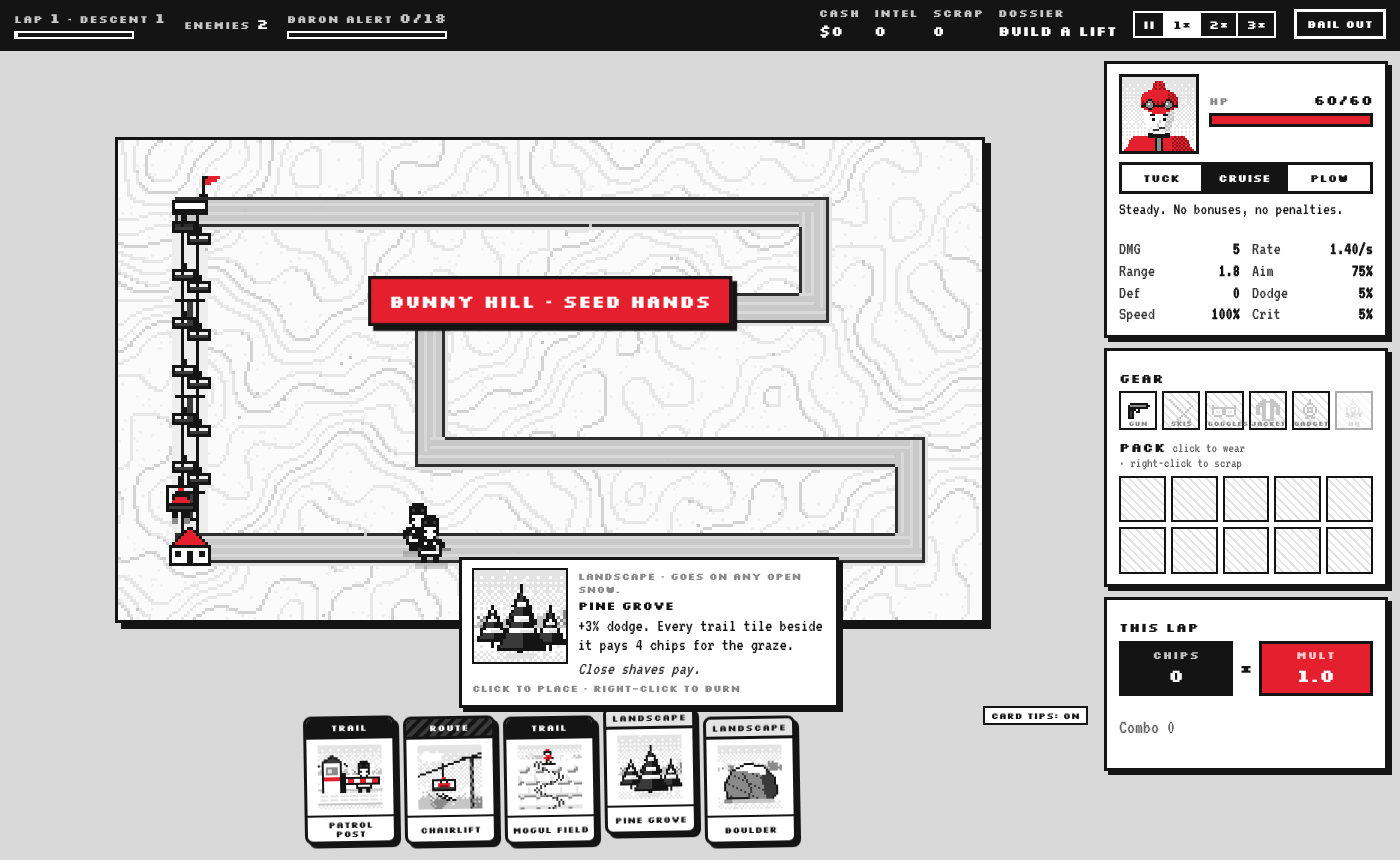 LAP 1 · DESCENT 1
ENEMIES 2
BARON ALERT 0/18
CASH
$0
INTEL
0
SCRAP
0
DOSSIER
BUILD A LIFT
1×
2×
3×
BAIL OUT
HP
60/60
TUCK
CRUISE
PLOW
Steady. No bonuses, no penalties.
DMG 5 Rate 1.40/s
Range 1.8 Aim 75%
Def 0 Dodge 5%
Speed 100% Crit 5%
BUNNY HILL · SEED HANDS
GEAR
GUN
SKIS
GOGGLES
JACKET
GADGET
PACK click to wear
· right-click to scrap
THIS LAP
CHIPS
0
×
MULT
1.0
Combo 0
LANDSCAPE · GOES ON ANY OPEN
SNOW.
PINE GROVE
+3% dodge. Every trail tile beside
it pays 4 chips for the graze.
Close shaves pay.
CLICK TO PLACE · RIGHT-CLICK TO BURN
CARD TIPS: ON
TRAIL
PATROL
POST
ROUTE
CHAIRLIFT
TRAIL
MOGUL FIELD
LANDSCAPE
PINE GROVE
LANDSCAPE
BOULDER